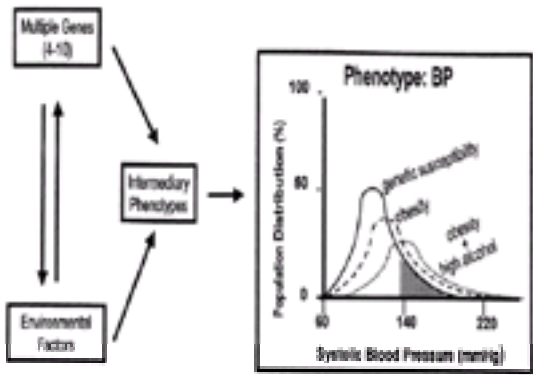 Multiple Genes
(4-10)
Intermediary
Phenotypes
Environmental
Factors
Phenotype: BP
Population Distribution (%)
100
50
0
genetic susceptibility
obesity
obesity
+
high alcohol
60
140
220
Systolic Blood Pressure (mmHg)